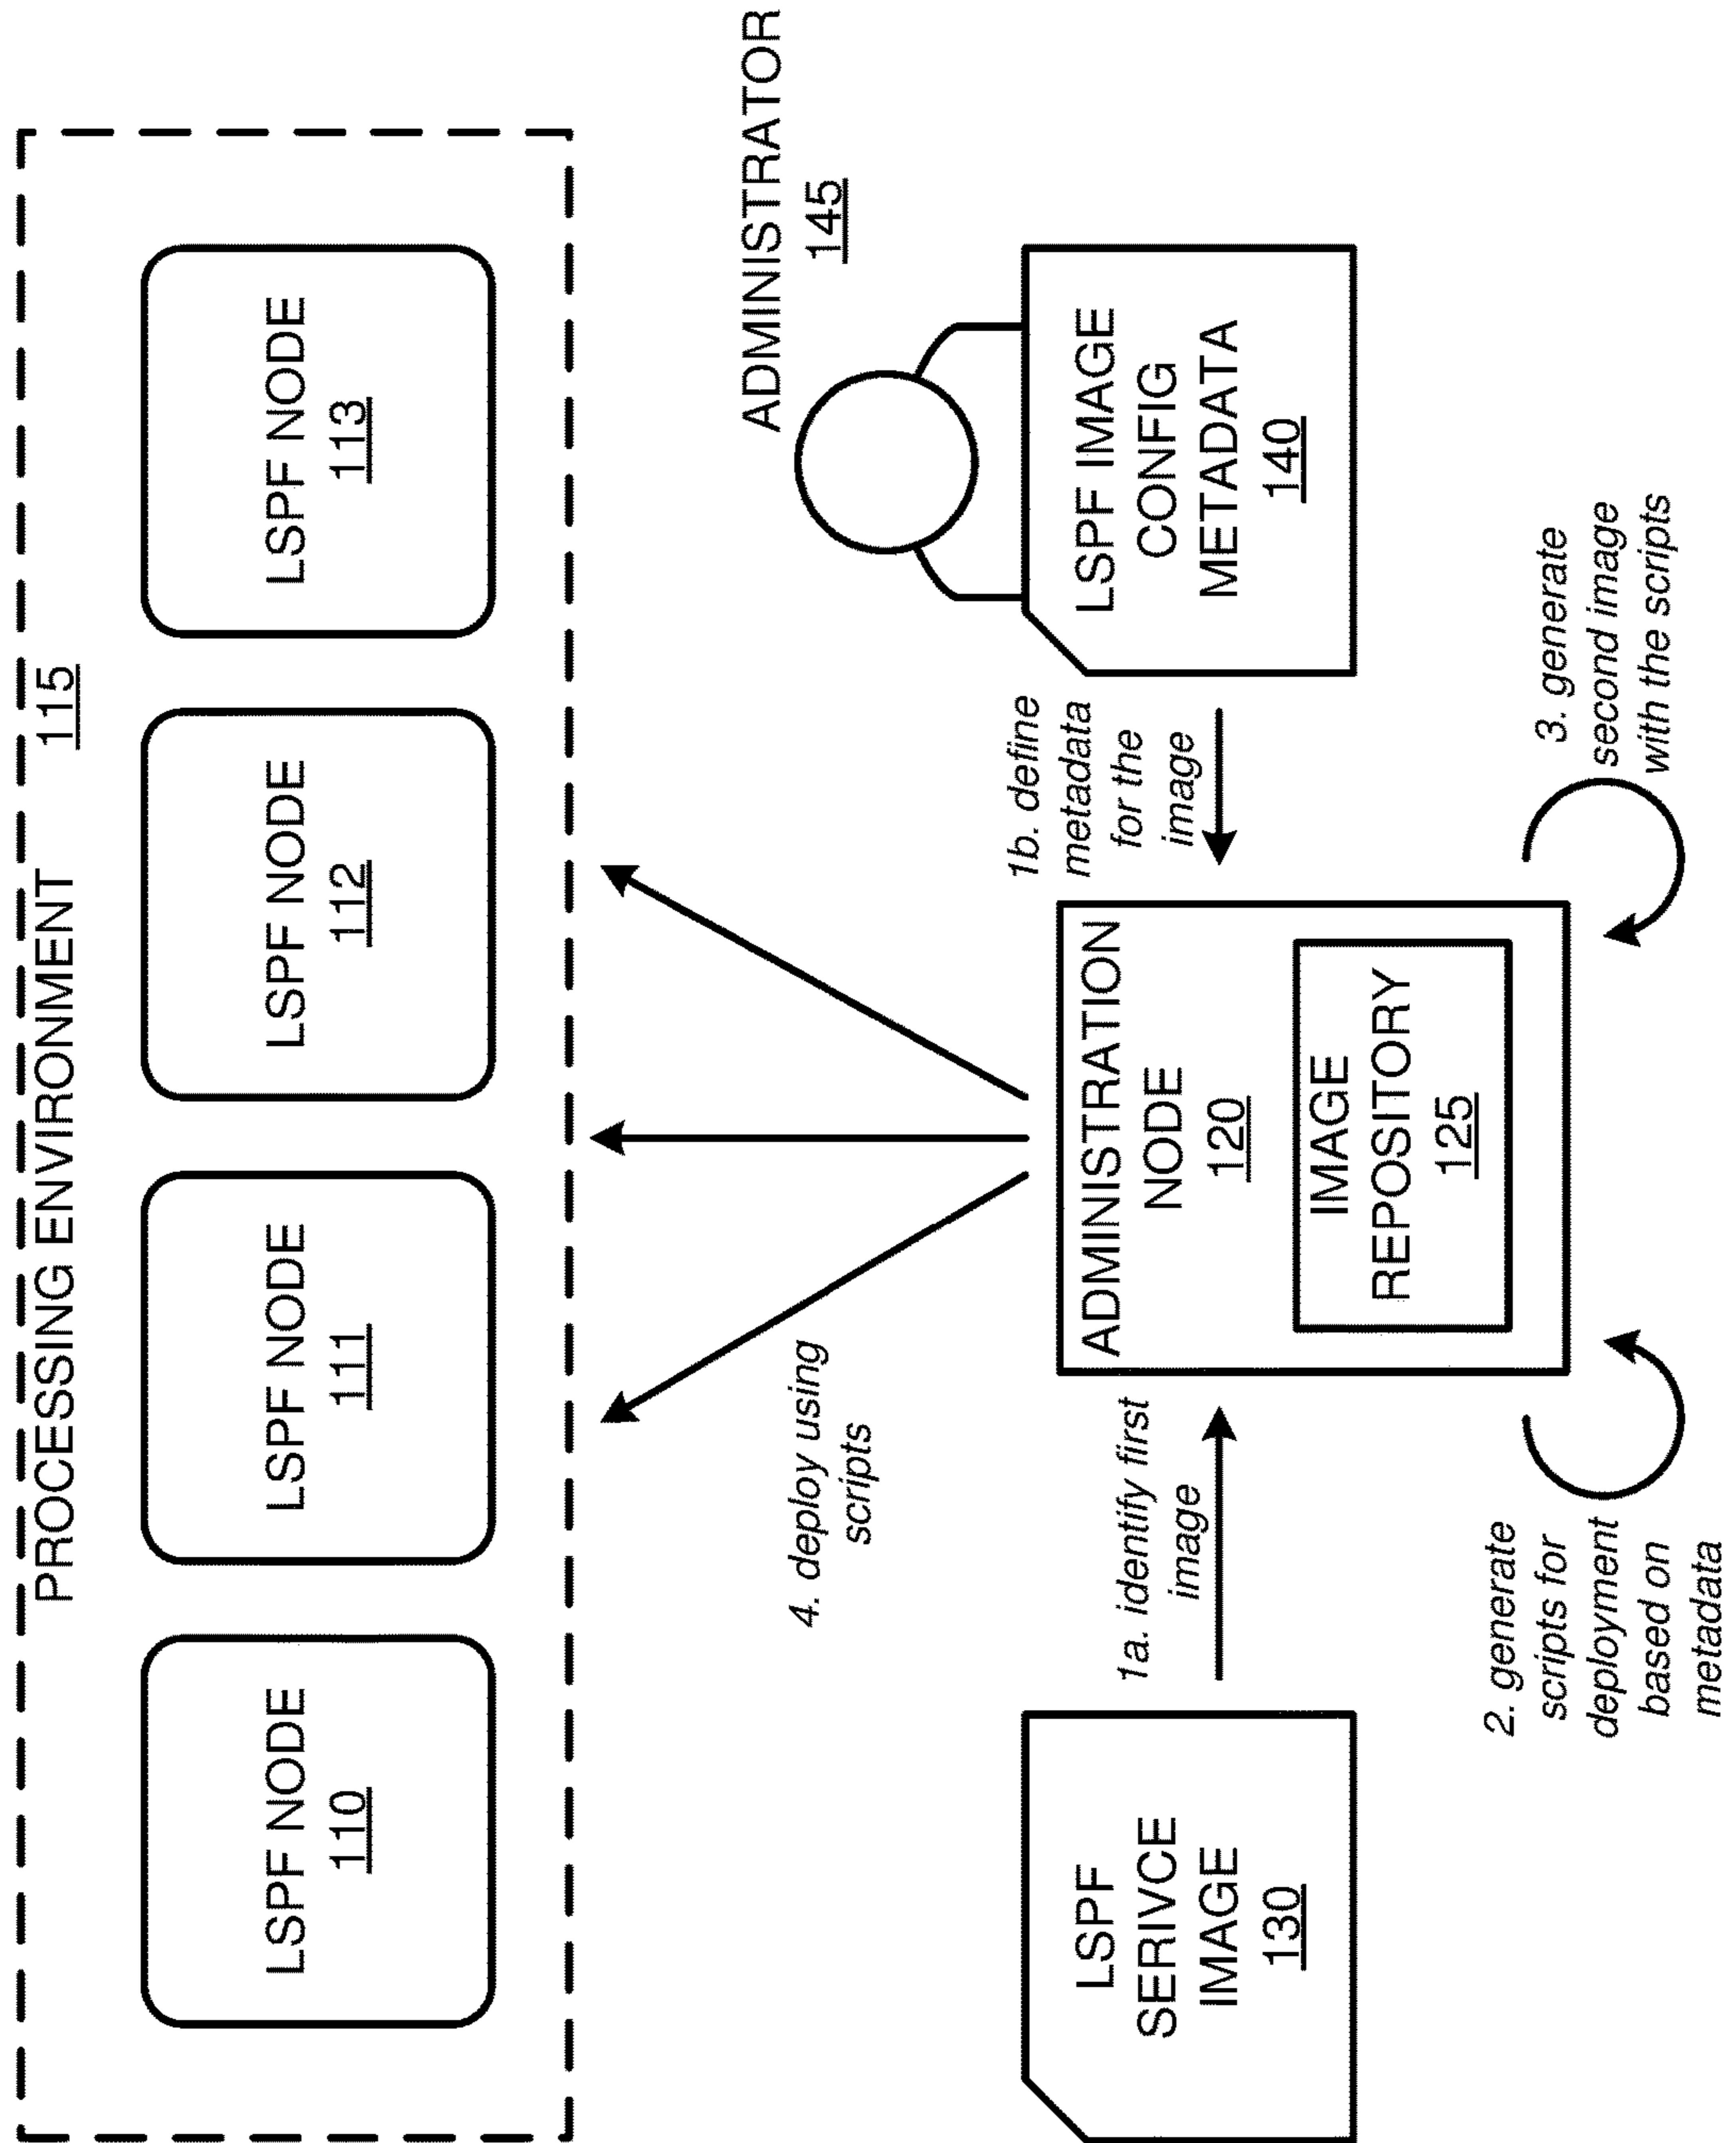 PROCESSING ENVIRONMENT 115
LSPF NODE
110
LSPF NODE
111
LSPF NODE
112
LSPF NODE
113
4. deploy using
scripts
ADMINISTRATOR
145
LSPF
SERIVCE
IMAGE
130
1a. identify first
image
ADMINISTRATION
NODE
120
IMAGE
REPOSITORY
125
1b. define
metadata
for the
image
LSPF IMAGE
CONFIG
METADATA
140
2. generate
scripts for
deployment
based on
metadata
3. generate
second image
with the scripts